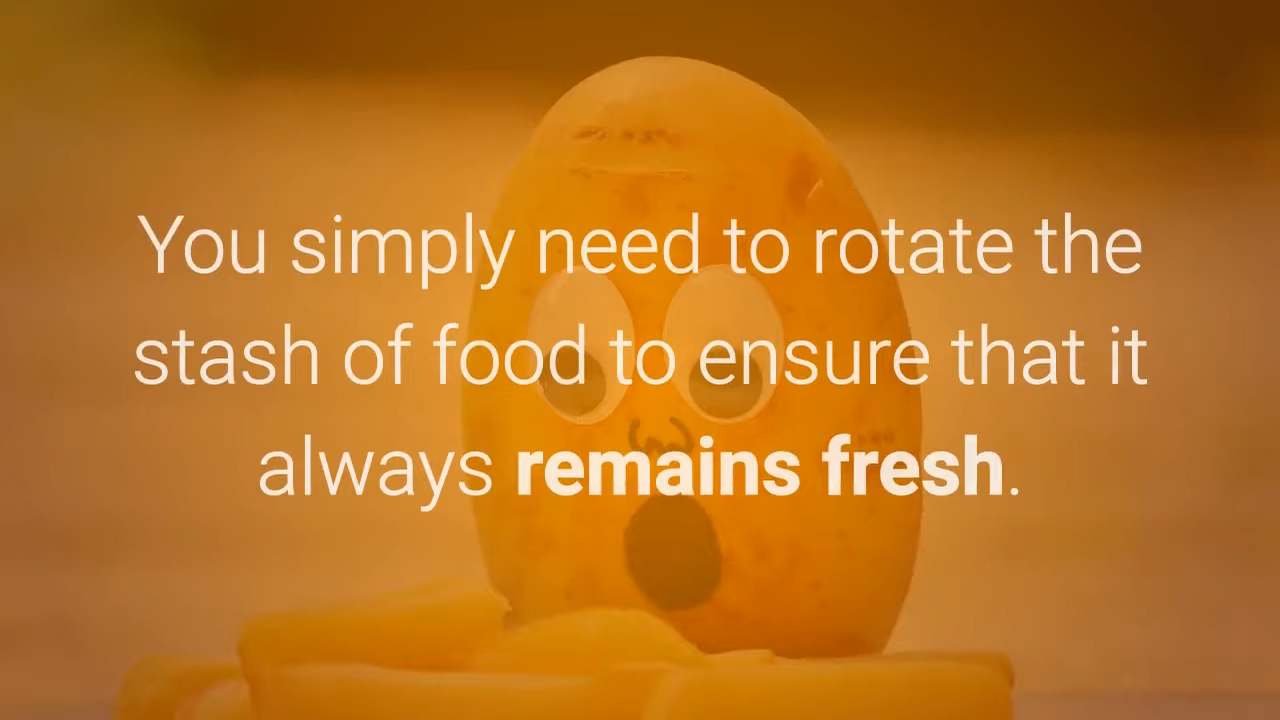 You simply need to rotate the
stash of food to ensure that it
always remains fresh.